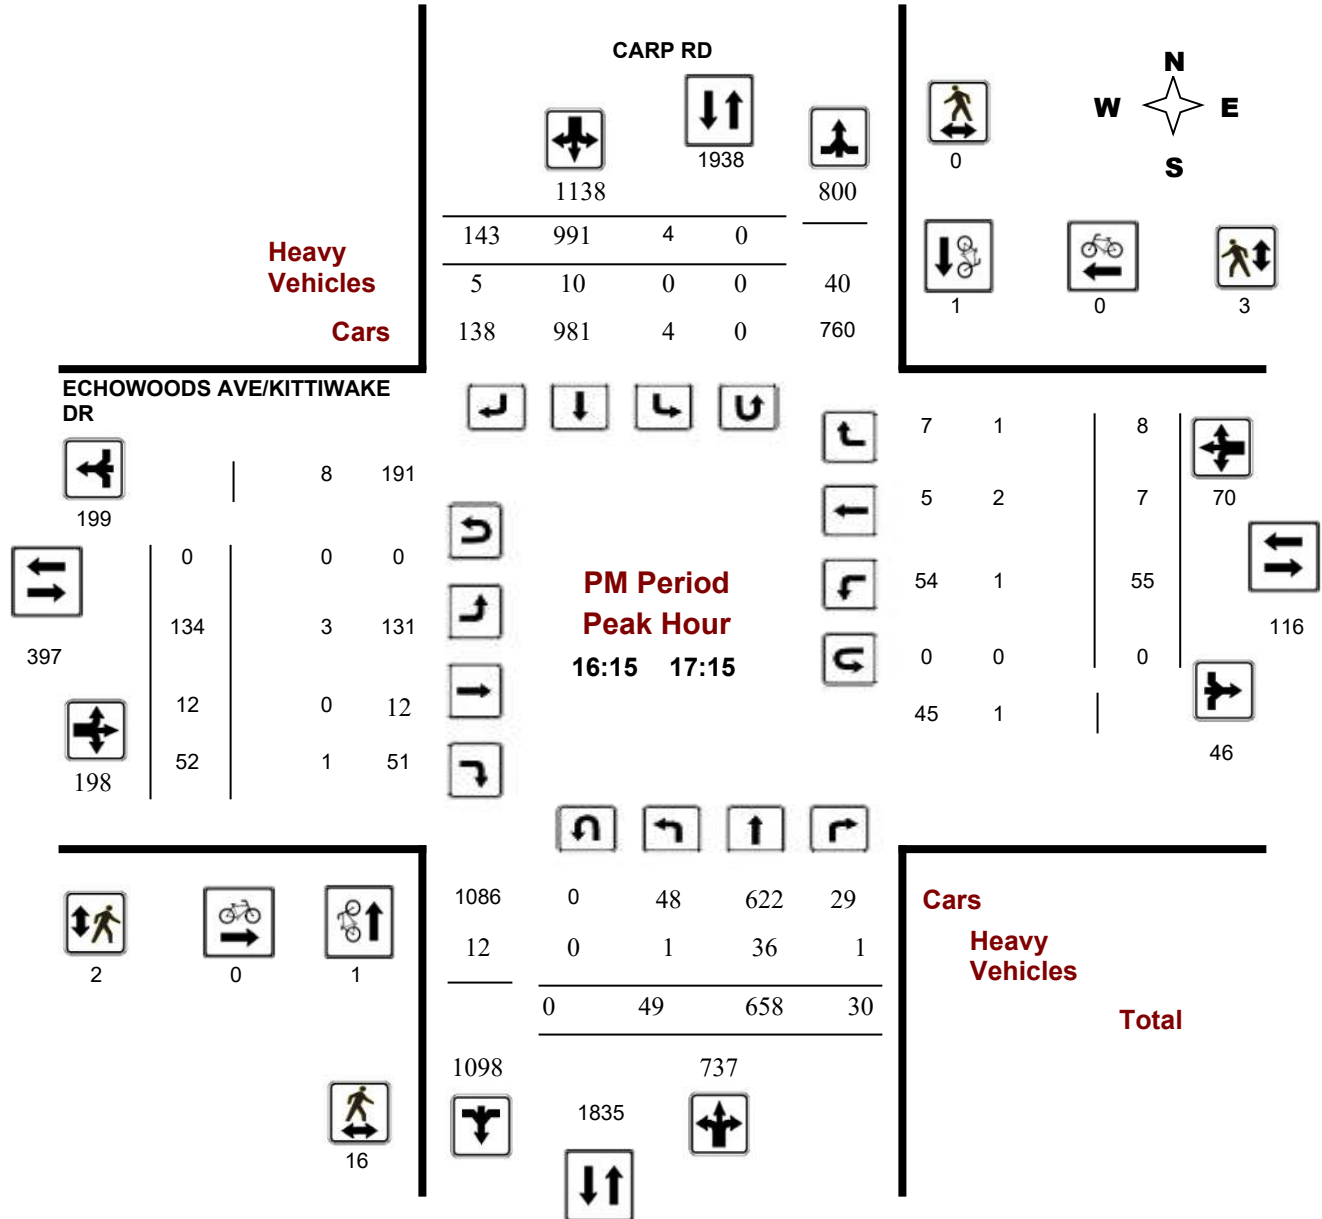 CARP RD
N
W E
S
1938
0
1138 800
143 991 4 0
Heavy
Vehicles
5 10 0 0 40
1 0 3
Cars 138 981 4 0 760
ECHOWOODS AVE/KITTIWAKE
DR
7 1 8
8 191
70
5 2 7
199
0 0 0
PM Period
54 1 55
134 3 131
Peak Hour
116
397
16:15 17:15
0 0 0
12 0 12
45 1
46
52 1 51
198
1086 0 48 622 29
Cars
12 0 1 36 1
Heavy
Vehicles
2 0 1
0 49 658 30
Total
1098 737
1835
16